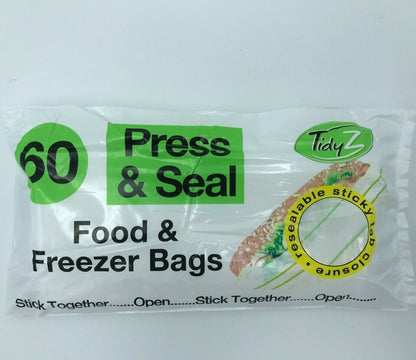 60
Press
& Seal
TidyZ
Food &
Freezer Bags
• resealable sticky tab closure
Stick Together.......Open.......Stick Together.......Open........